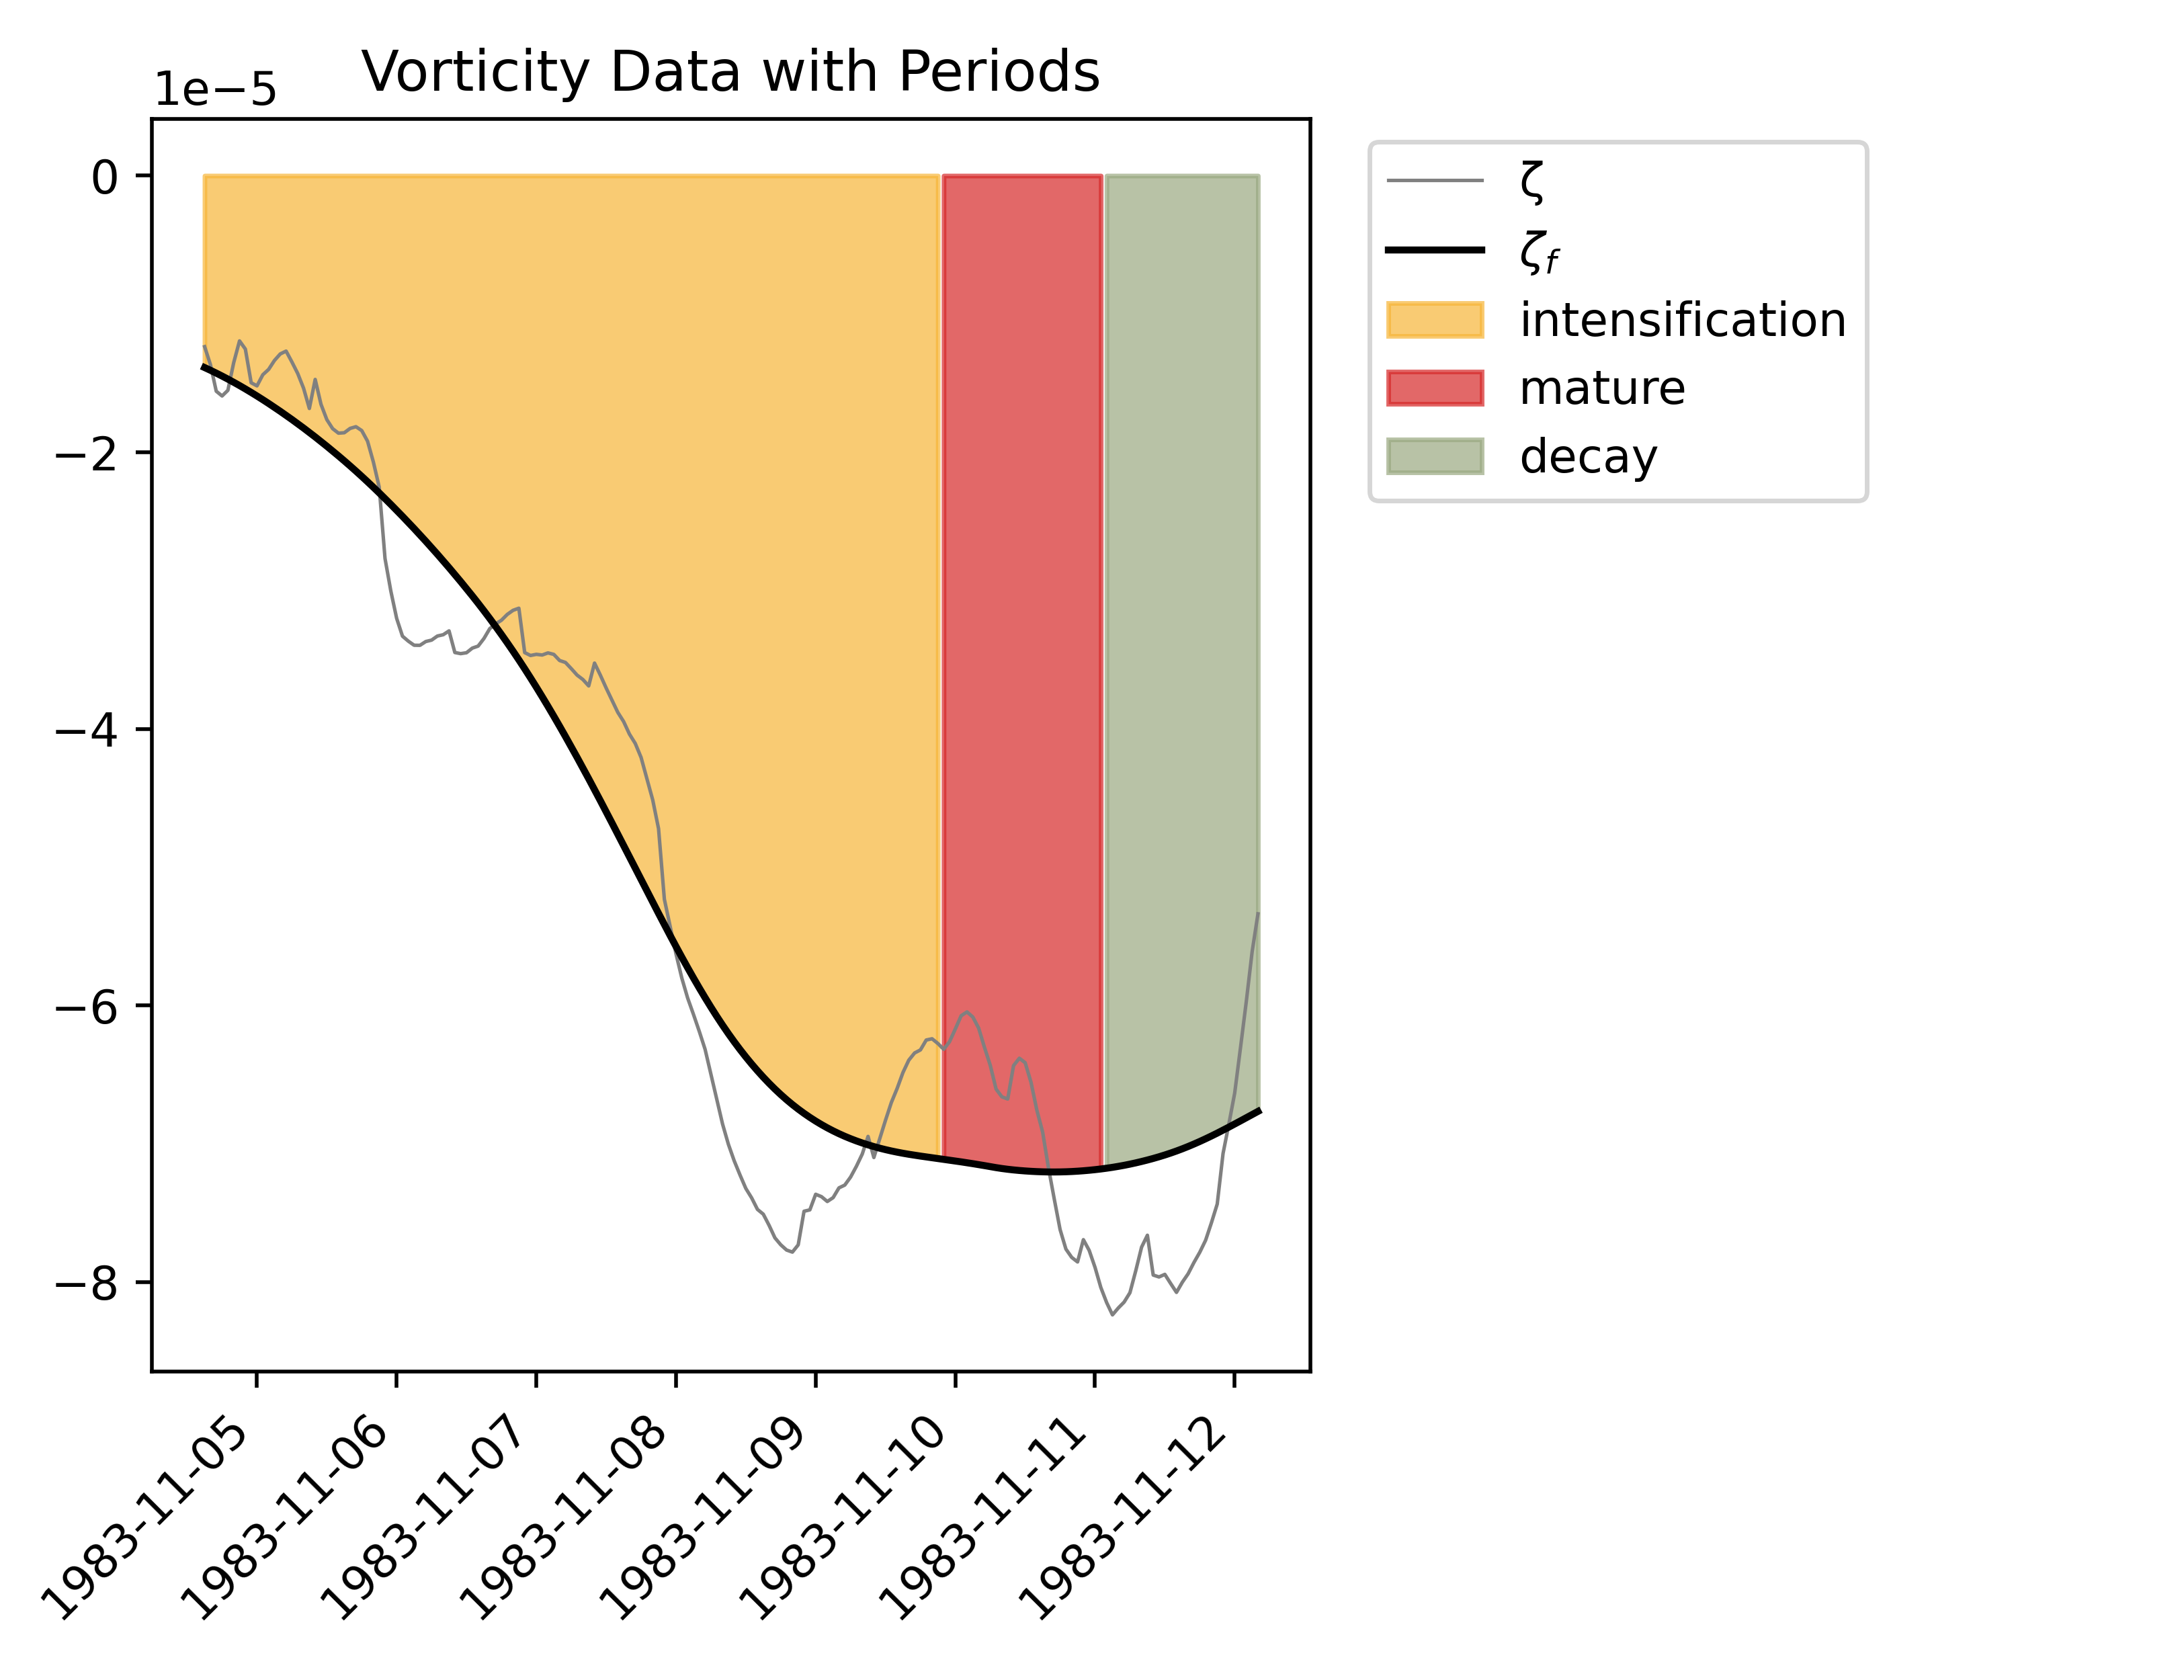 Vorticity Data with Periods
1e−5
0
−2
−4
−6
−8
1983-11-05
1983-11-06
1983-11-07
1983-11-08
1983-11-09
1983-11-10
1983-11-11
1983-11-12
ζ
ζf
intensification
mature
decay